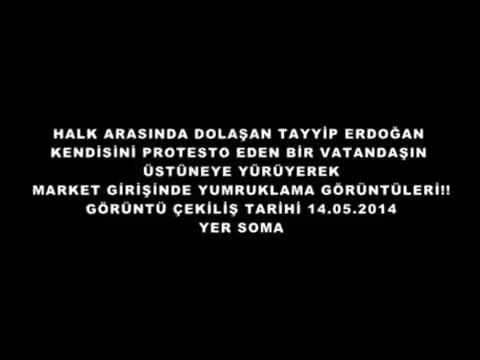 HALK ARASINDA DOLAŞAN TAYYİP ERDOĞAN
KENDİSİNİ PROTESTO EDEN BİR VATANDAŞIN
ÜSTÜNEYE YÜRÜYEREK
MARKET GİRİŞİNDE YUMRUKLAMA GÖRÜNTÜLERİ!!
GÖRÜNTÜ ÇEKİLİŞ TARİHİ 14.05.2014
YER SOMA